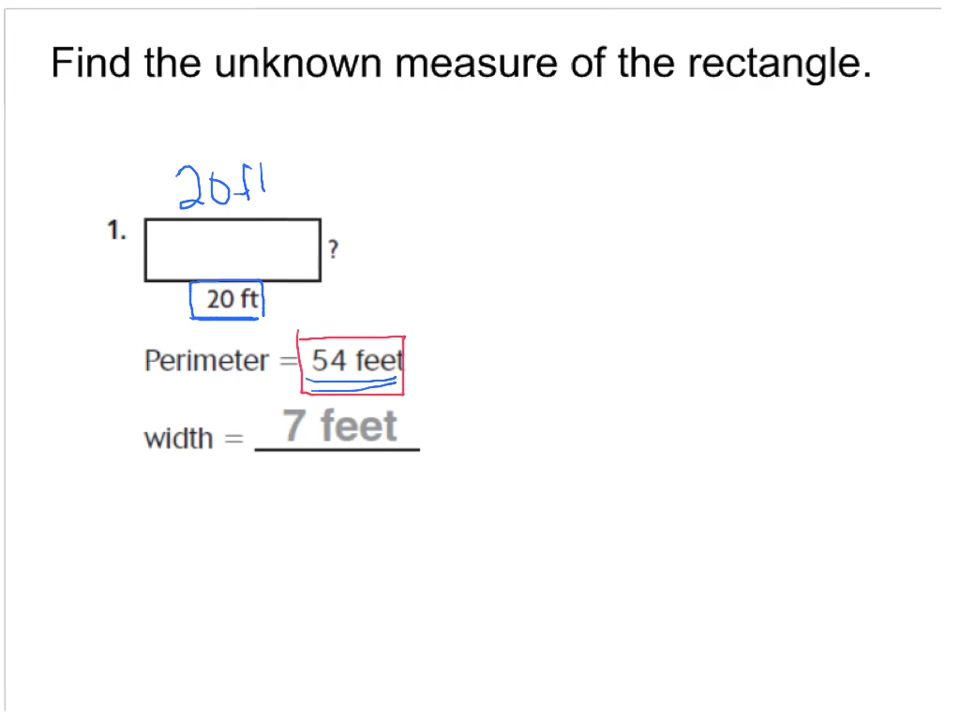 Find the unknown measure of the rectangle.
20ft
1.
?
20 ft
Perimeter = 54 feet
width = 7 feet